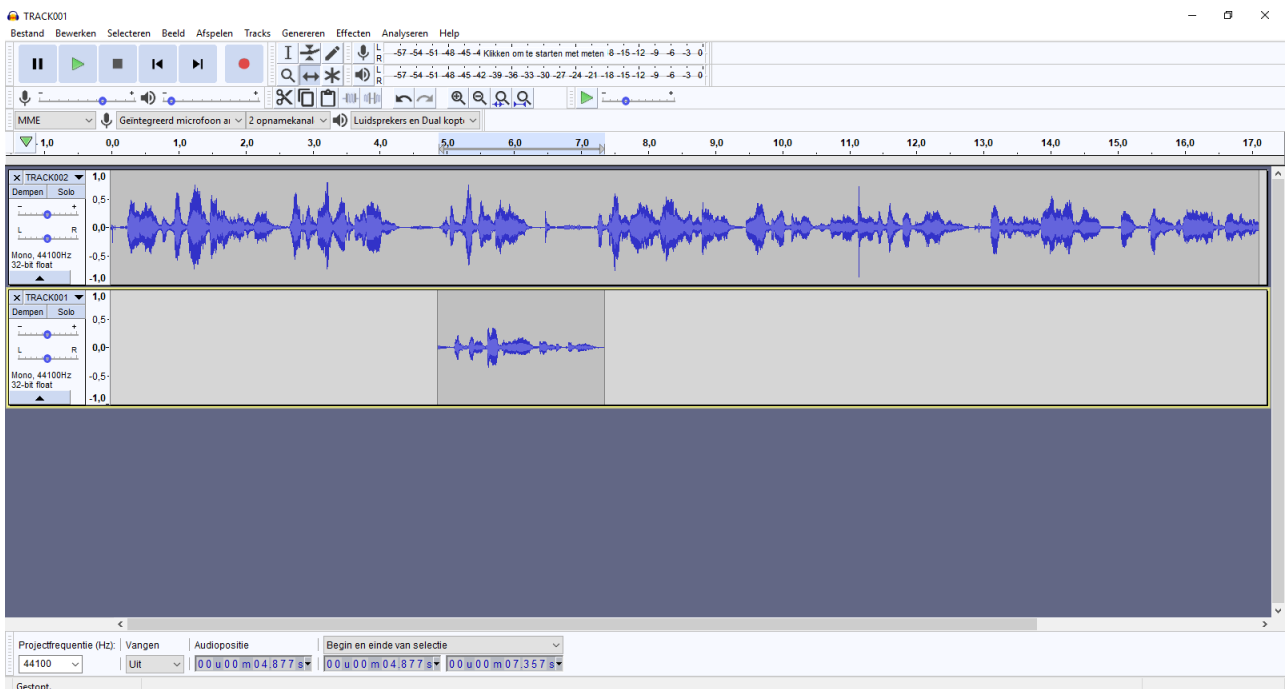 TRACK001
Bestand Bewerken Selecteren Beeld Afspelen Tracks Genereren Effecten Analyseren Help
L R -57 -54 -51 -48 -45 -4 Klikken om te starten met meten 8 -15 -12 -9 -6 -3 0
L R -57 -54 -51 -48 -45 -42 -39 -36 -33 -30 -27 -24 -21 -18 -15 -12 -9 -6 -3 0
MME Geïntegreerd microfoon 2 opnamekanal Luidsprekers en Dual
1,0 0,0 1,0 2,0 3,0 4,0 5,0 6,0 7,0 8,0 9,0 10,0 11,0 12,0 13,0 14,0 15,0 16,0 17,0
TRACK002 1,0
Dempen Solo
0,5
- +
L R 0,0
Mono, 44100Hz -0,5
32-bit float
-1,0
TRACK001 1,0
Dempen Solo
0,5
- +
L R 0,0
Mono, 44100Hz -0,5
32-bit float
-1,0
Projectfrequentie (Hz): Vangen Audiopositie Begin en einde van selectie
44100 Uit 00 u 00 m 04,877 s 00 u 00 m 04,877 s 00 u 00 m 07,357 s
Gestopt.